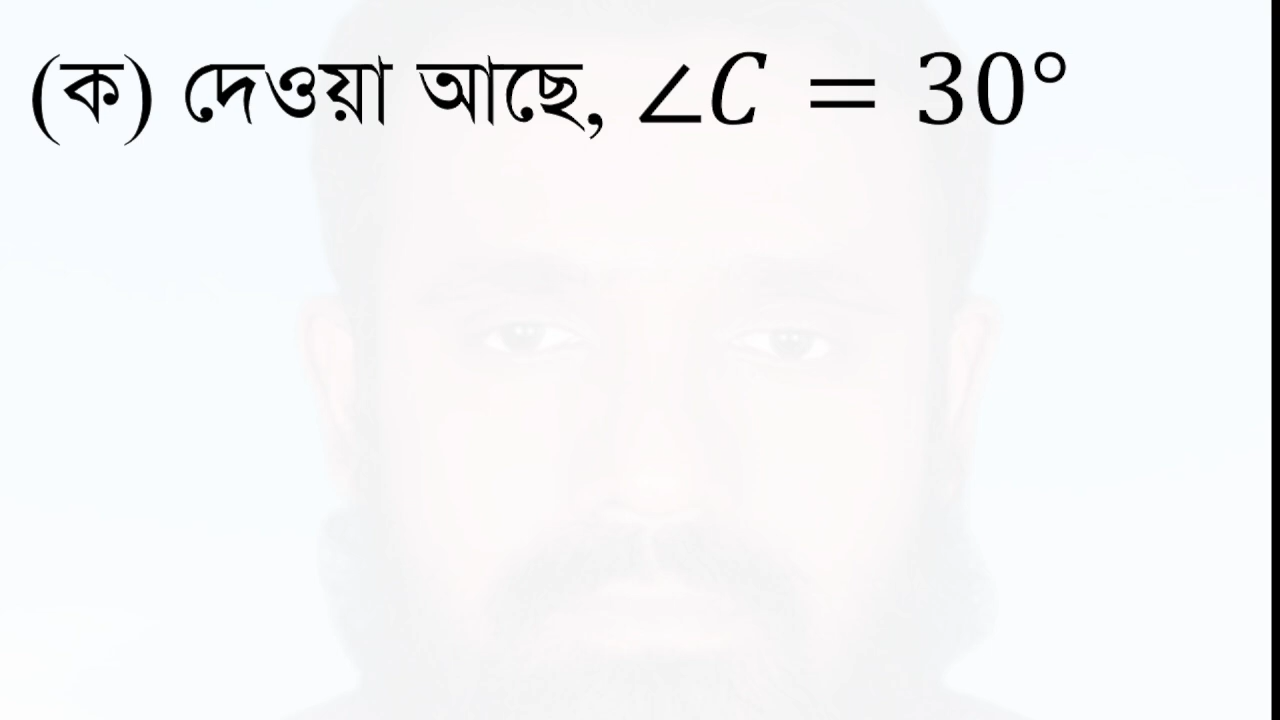 (ক) দেওয়া আছে, ∠C = 30°